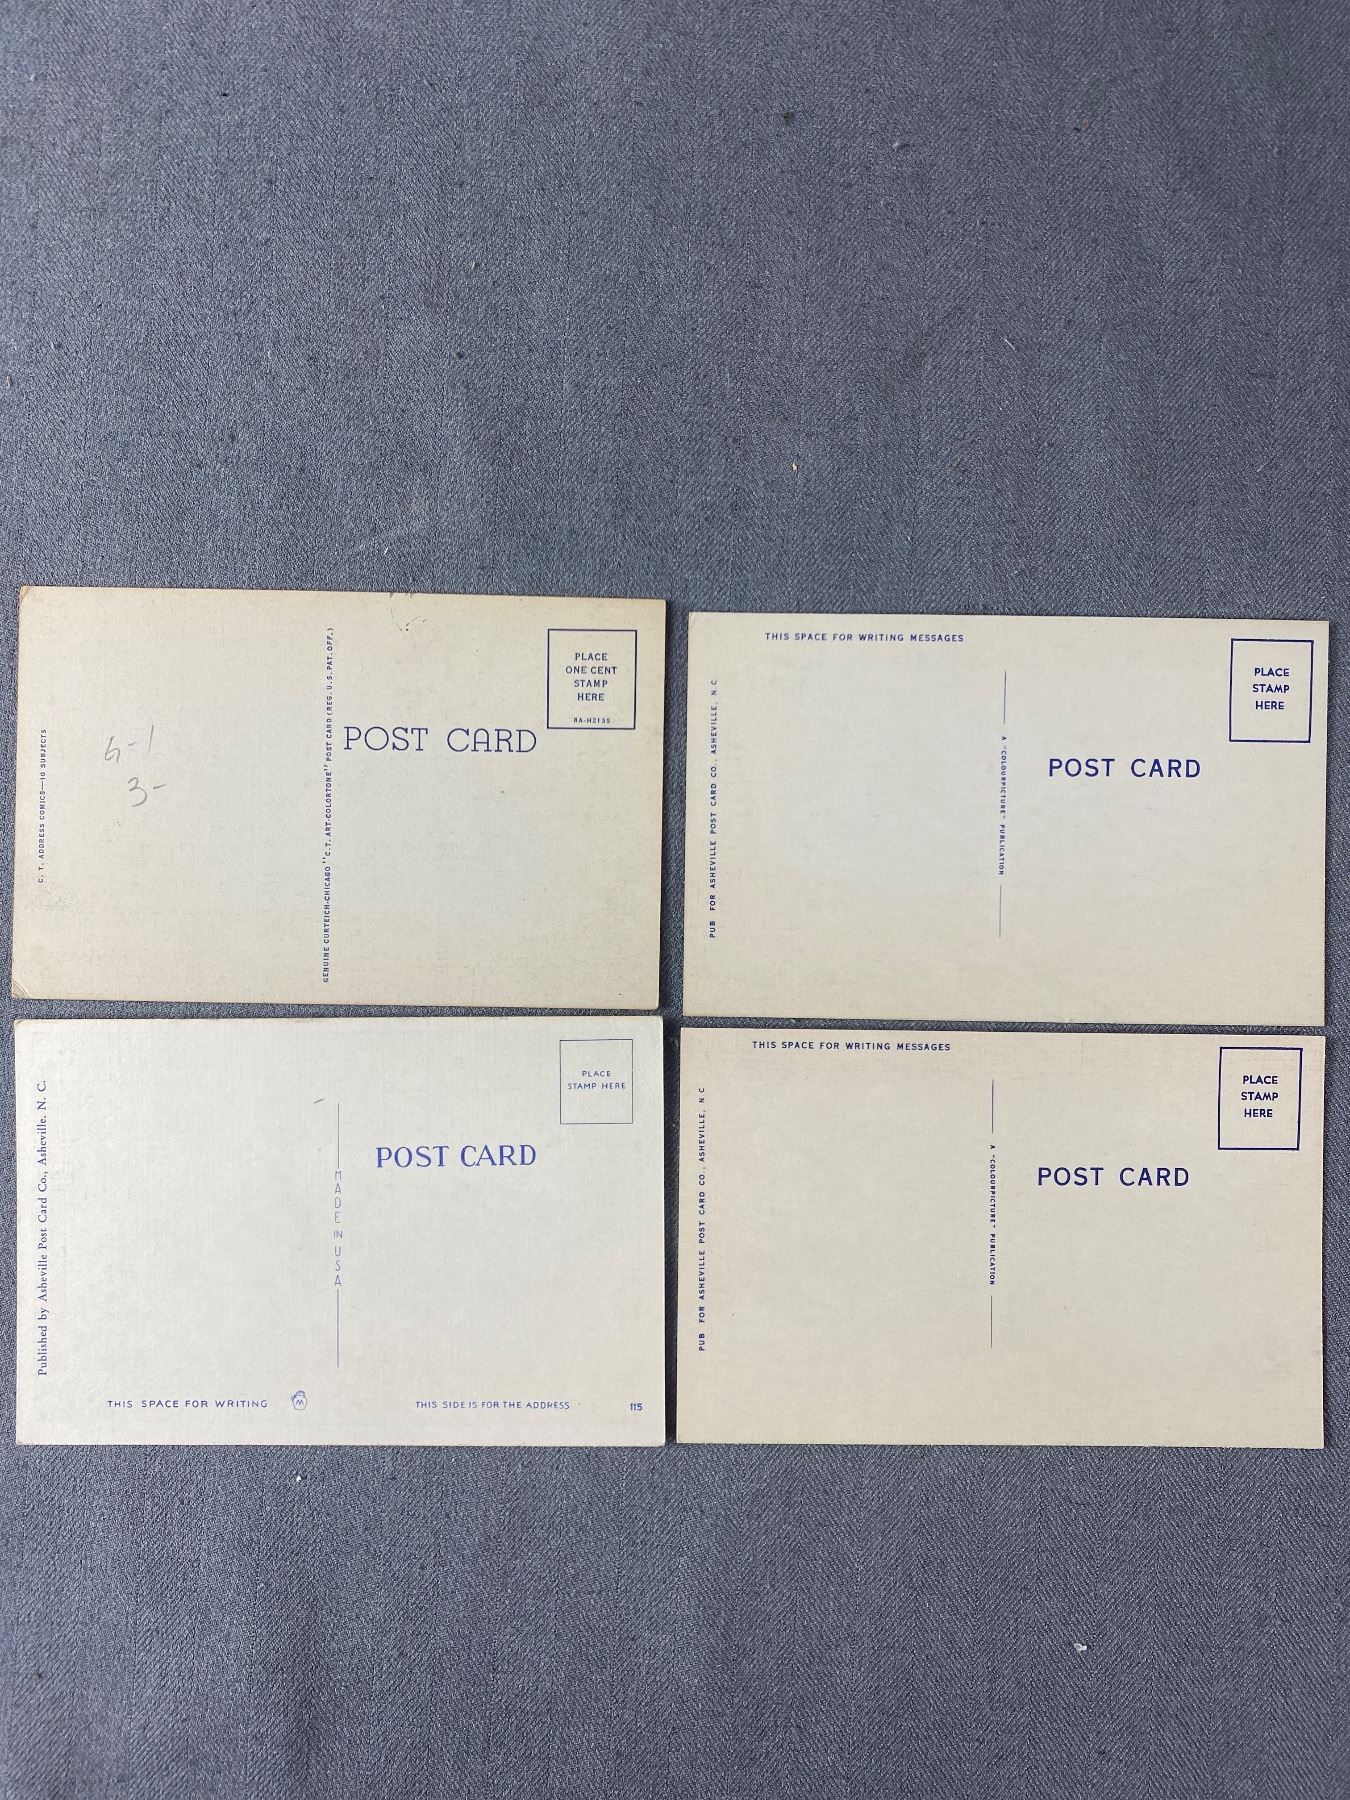 C. T. ADDRESS COMICS—10 SUBJECTS
G-1
3-
GENUINE CURTEICH-CHICAGO "C. T. ART-COLORTONE" POST CARD (REG. U. S. PAT. OFF.)
POST CARD
PLACE
ONE CENT
STAMP
HERE
8A-H2135
THIS SPACE FOR WRITING MESSAGES
PUB FOR ASHEVILLE POST CARD CO., ASHEVILLE, N.C
A "COLOURPICTURE" PUBLICATION
POST CARD
PLACE
STAMP
HERE
Published by Asheville Post Card Co., Asheville, N. C.
MADE IN USA
POST CARD
PLACE
STAMP HERE
THIS SPACE FOR WRITING
M
THIS SIDE IS FOR THE ADDRESS
115
THIS SPACE FOR WRITING MESSAGES
PUB FOR ASHEVILLE POST CARD CO., ASHEVILLE, N C
A "COLOURPICTURE" PUBLICATION
POST CARD
PLACE
STAMP
HERE